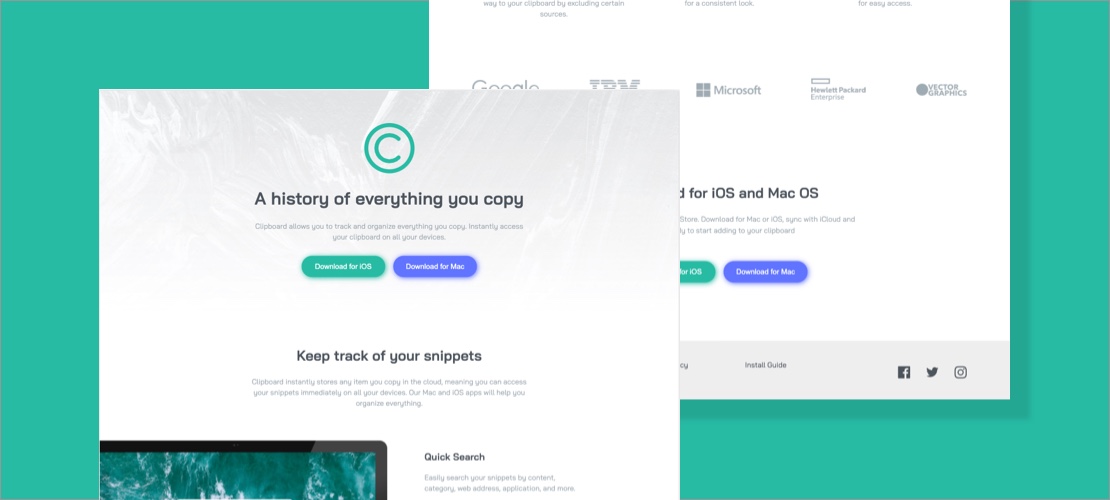 way to your clipboard by excluding certain
sources.
for a consistent look.
for easy access.
Google
IBM
Microsoft
Hewlett Packard
Enterprise
VECTOR
GRAPHICS
d for iOS and Mac OS
Store. Download for Mac or iOS, sync with iCloud and
to start adding to your clipboard
for iOS
Download for Mac
cy
Install Guide
A history of everything you copy
Clipboard allows you to track and organize everything you copy. Instantly access
your clipboard on all your devices.
Download for iOS
Download for Mac
Keep track of your snippets
Clipboard instantly stores any item you copy in the cloud, meaning you can access
your snippets immediately on all your devices. Our Mac and iOS apps will help you
organize everything.
Quick Search
Easily search your snippets by content,
category, web address, application, and more.